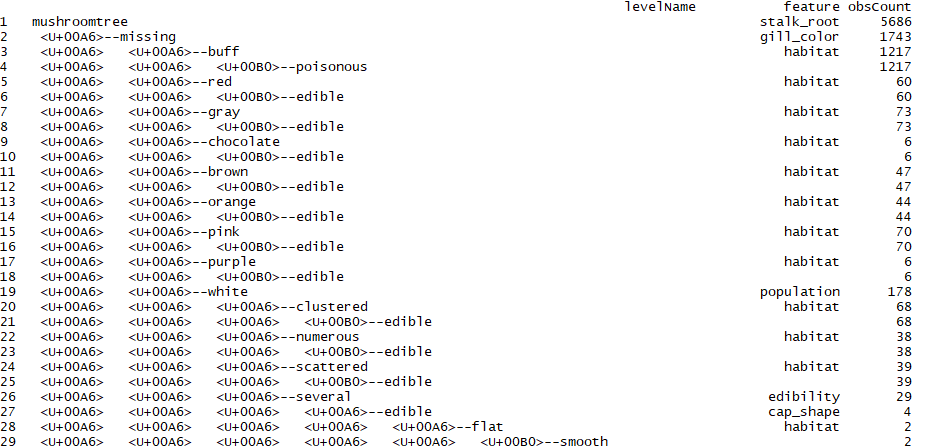 levelName feature obsCount
1 mushroomtree stalk_root 5686
2 <U+00A6>--missing gill_color 1743
3 <U+00A6> <U+00A6>--buff habitat 1217
4 <U+00A6> <U+00A6> <U+00B0>--poisonous 1217
5 <U+00A6> <U+00A6>--red habitat 60
6 <U+00A6> <U+00A6> <U+00B0>--edible 60
7 <U+00A6> <U+00A6>--gray habitat 73
8 <U+00A6> <U+00A6> <U+00B0>--edible 73
9 <U+00A6> <U+00A6>--chocolate habitat 6
10 <U+00A6> <U+00A6> <U+00B0>--edible 6
11 <U+00A6> <U+00A6>--brown habitat 47
12 <U+00A6> <U+00A6> <U+00B0>--edible 47
13 <U+00A6> <U+00A6>--orange habitat 44
14 <U+00A6> <U+00A6> <U+00B0>--edible 44
15 <U+00A6> <U+00A6>--pink habitat 70
16 <U+00A6> <U+00A6> <U+00B0>--edible 70
17 <U+00A6> <U+00A6>--purple habitat 6
18 <U+00A6> <U+00A6> <U+00B0>--edible 6
19 <U+00A6> <U+00A6>--white population 178
20 <U+00A6> <U+00A6> <U+00A6>--clustered habitat 68
21 <U+00A6> <U+00A6> <U+00A6> <U+00B0>--edible 68
22 <U+00A6> <U+00A6> <U+00A6>--numerous habitat 38
23 <U+00A6> <U+00A6> <U+00A6> <U+00B0>--edible 38
24 <U+00A6> <U+00A6> <U+00A6>--scattered habitat 39
25 <U+00A6> <U+00A6> <U+00A6> <U+00B0>--edible 39
26 <U+00A6> <U+00A6> <U+00A6>--several edibility 29
27 <U+00A6> <U+00A6> <U+00A6> <U+00A6>--edible cap_shape 4
28 <U+00A6> <U+00A6> <U+00A6> <U+00A6> <U+00A6>--flat habitat 2
29 <U+00A6> <U+00A6> <U+00A6> <U+00A6> <U+00A6> <U+00B0>--smooth 2